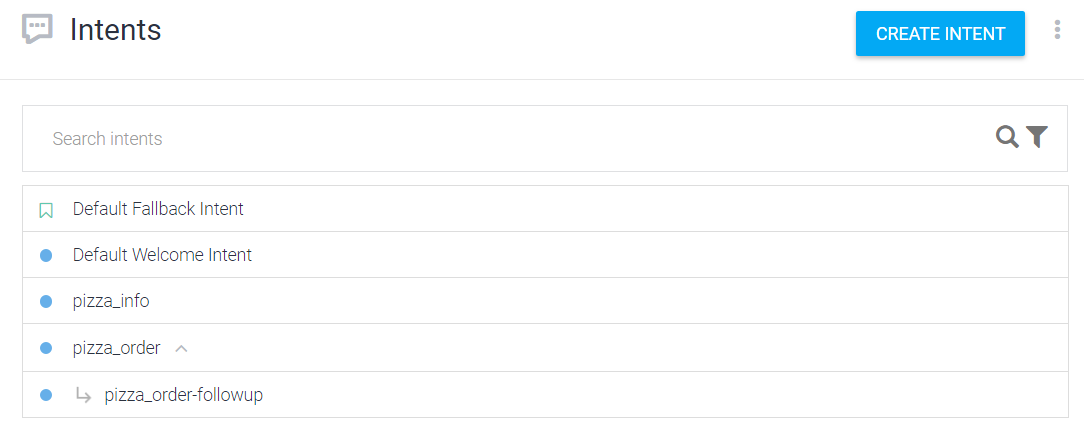 Intents
CREATE INTENT
Search intents
Default Fallback Intent
Default Welcome Intent
pizza_info
pizza_order
pizza_order-followup